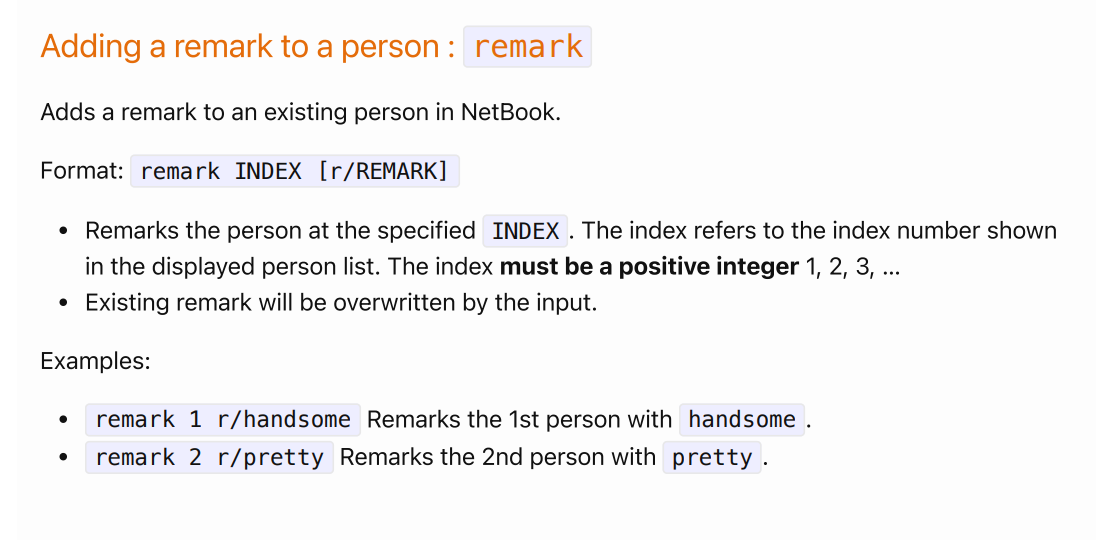 Adding a remark to a person : remark
Adds a remark to an existing person in NetBook.
Format: remark INDEX [r/REMARK]
• Remarks the person at the specified INDEX. The index refers to the index number shown
in the displayed person list. The index must be a positive integer 1, 2, 3, …
• Existing remark will be overwritten by the input.
Examples:
• remark 1 r/handsome Remarks the 1st person with handsome.
• remark 2 r/pretty Remarks the 2nd person with pretty.